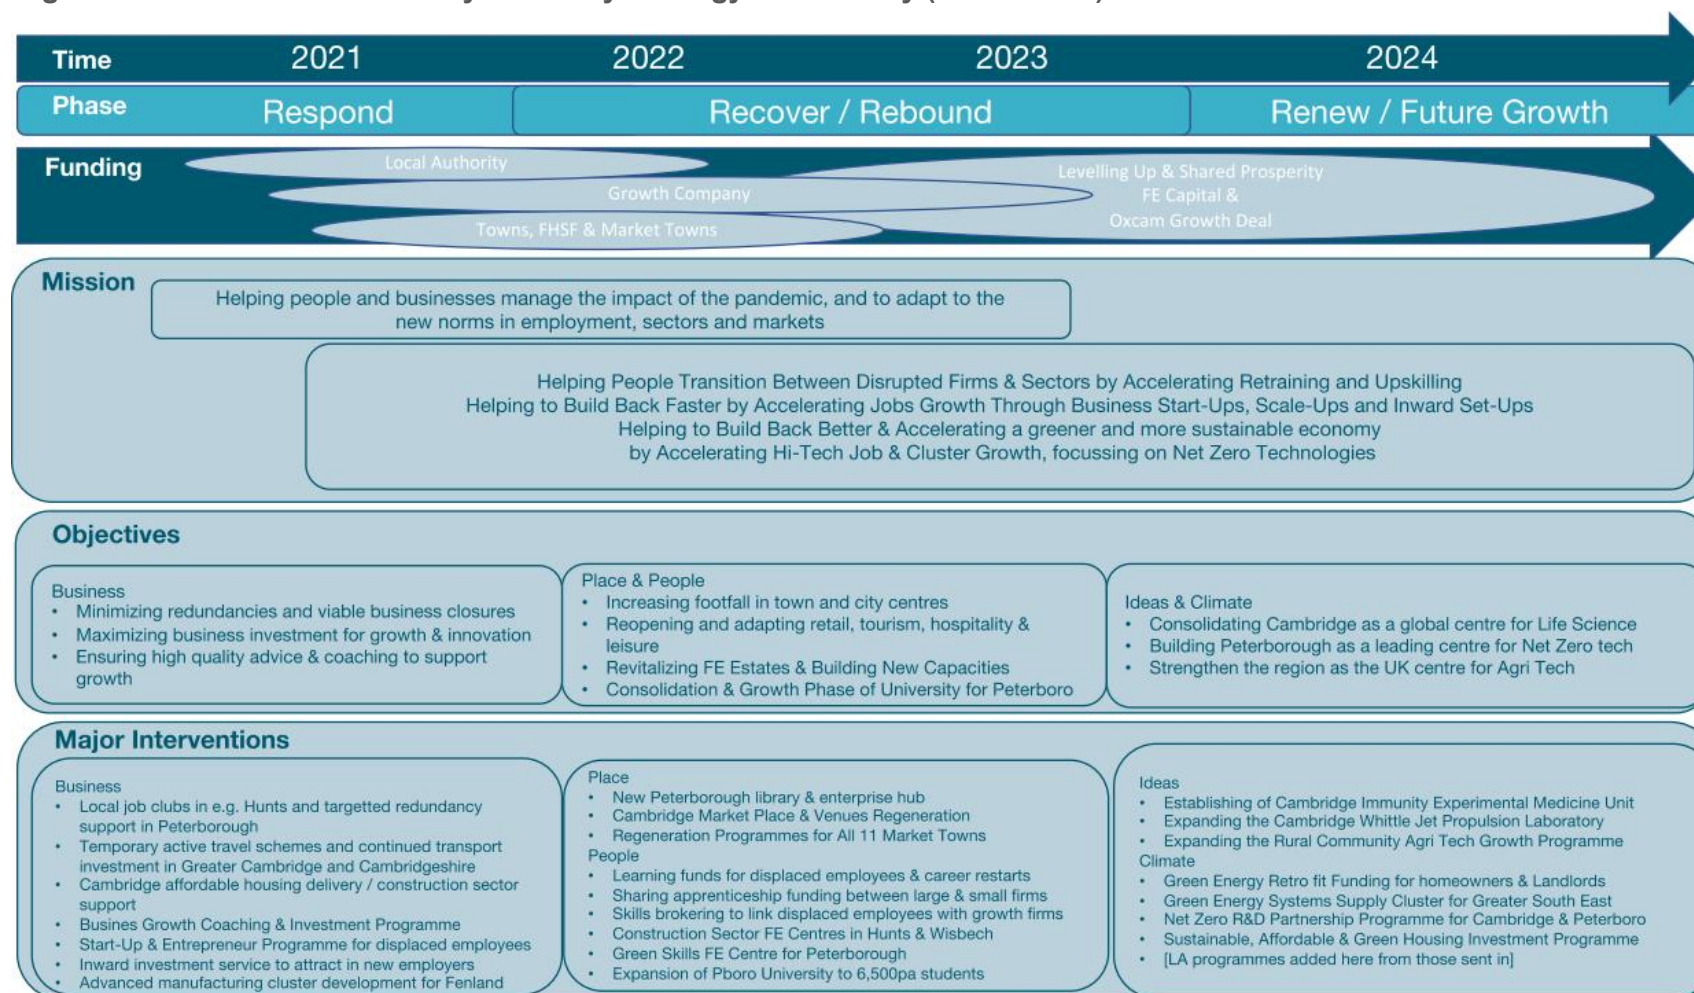 Time 2021 2022 2023 2024
Phase Respond Recover / Rebound Renew / Future Growth
Funding
Local Authority
Growth Company
Towns, FHSF & Market Towns
Levelling Up & Shared Prosperity
FE Capital &
Oxcam Growth Deal
Mission
Helping people and businesses manage the impact of the pandemic, and to adapt to the
new norms in employment, sectors and markets
Helping People Transition Between Disrupted Firms & Sectors by Accelerating Retraining and Upskilling
Helping to Build Back Faster by Accelerating Jobs Growth Through Business Start-Ups, Scale-Ups and Inward Set-Ups
Helping to Build Back Better & Accelerating a greener and more sustainable economy
by Accelerating Hi-Tech Job & Cluster Growth, focussing on Net Zero Technologies
Objectives
Business
• Minimizing redundancies and viable business closures
• Maximizing business investment for growth & innovation
• Ensuring high quality advice & coaching to support
growth
Place & People
• Increasing footfall in town and city centres
• Reopening and adapting retail, tourism, hospitality &
leisure
• Revitalizing FE Estates & Building New Capacities
• Consolidation & Growth Phase of University for Peterboro
Ideas & Climate
• Consolidating Cambridge as a global centre for Life Science
• Building Peterborough as a leading centre for Net Zero tech
• Strengthen the region as the UK centre for Agri Tech
Major Interventions
Business
• Local job clubs in e.g. Hunts and targetted redundancy
support in Peterborough
• Temporary active travel schemes and continued transport
investment in Greater Cambridge and Cambridgeshire
• Cambridge affordable housing delivery / construction sector
support
• Busines Growth Coaching & Investment Programme
• Start-Up & Entrepreneur Programme for displaced employees
• Inward investment service to attract in new employers
• Advanced manufacturing cluster development for Fenland
Place
• New Peterborough library & enterprise hub
• Cambridge Market Place & Venues Regeneration
• Regeneration Programmes for All 11 Market Towns
People
• Learning funds for displaced employees & career restarts
• Sharing apprenticeship funding between large & small firms
• Skills brokering to link displaced employees with growth firms
• Construction Sector FE Centres in Hunts & Wisbech
• Green Skills FE Centre for Peterborough
• Expansion of Pboro University to 6,500pa students
Ideas
• Establishing of Cambridge Immunity Experimental Medicine Unit
• Expanding the Cambridge Whittle Jet Propulsion Laboratory
• Expanding the Rural Community Agri Tech Growth Programme
Climate
• Green Energy Retro fit Funding for homeowners & Landlords
• Green Energy Systems Supply Cluster for Greater South East
• Net Zero R&D Partnership Programme for Cambridge & Peterboro
• Sustainable, Affordable & Green Housing Investment Programme
• [LA programmes added here from those sent in]